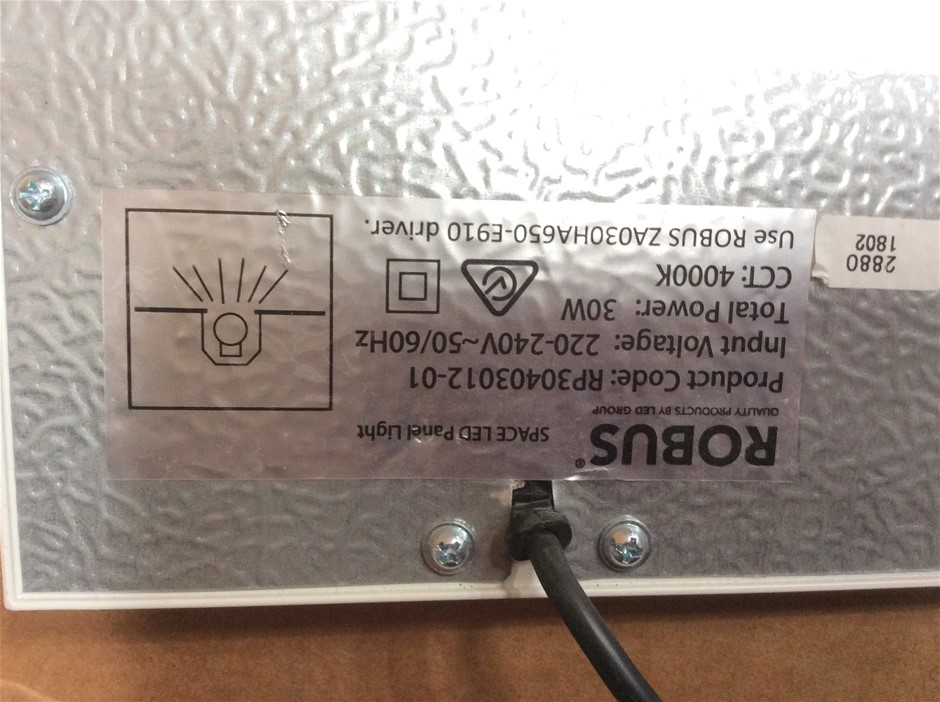 ROBUS® SPACE LED Panel Light
QUALITY PRODUCTS BY LED GROUP
Product Code: RP30403012-01
Input Voltage: 220-240V~50/60Hz
Total Power: 30W
CCT: 4000K
Use ROBUS ZA030HA650-E910 driver.
2880
1802